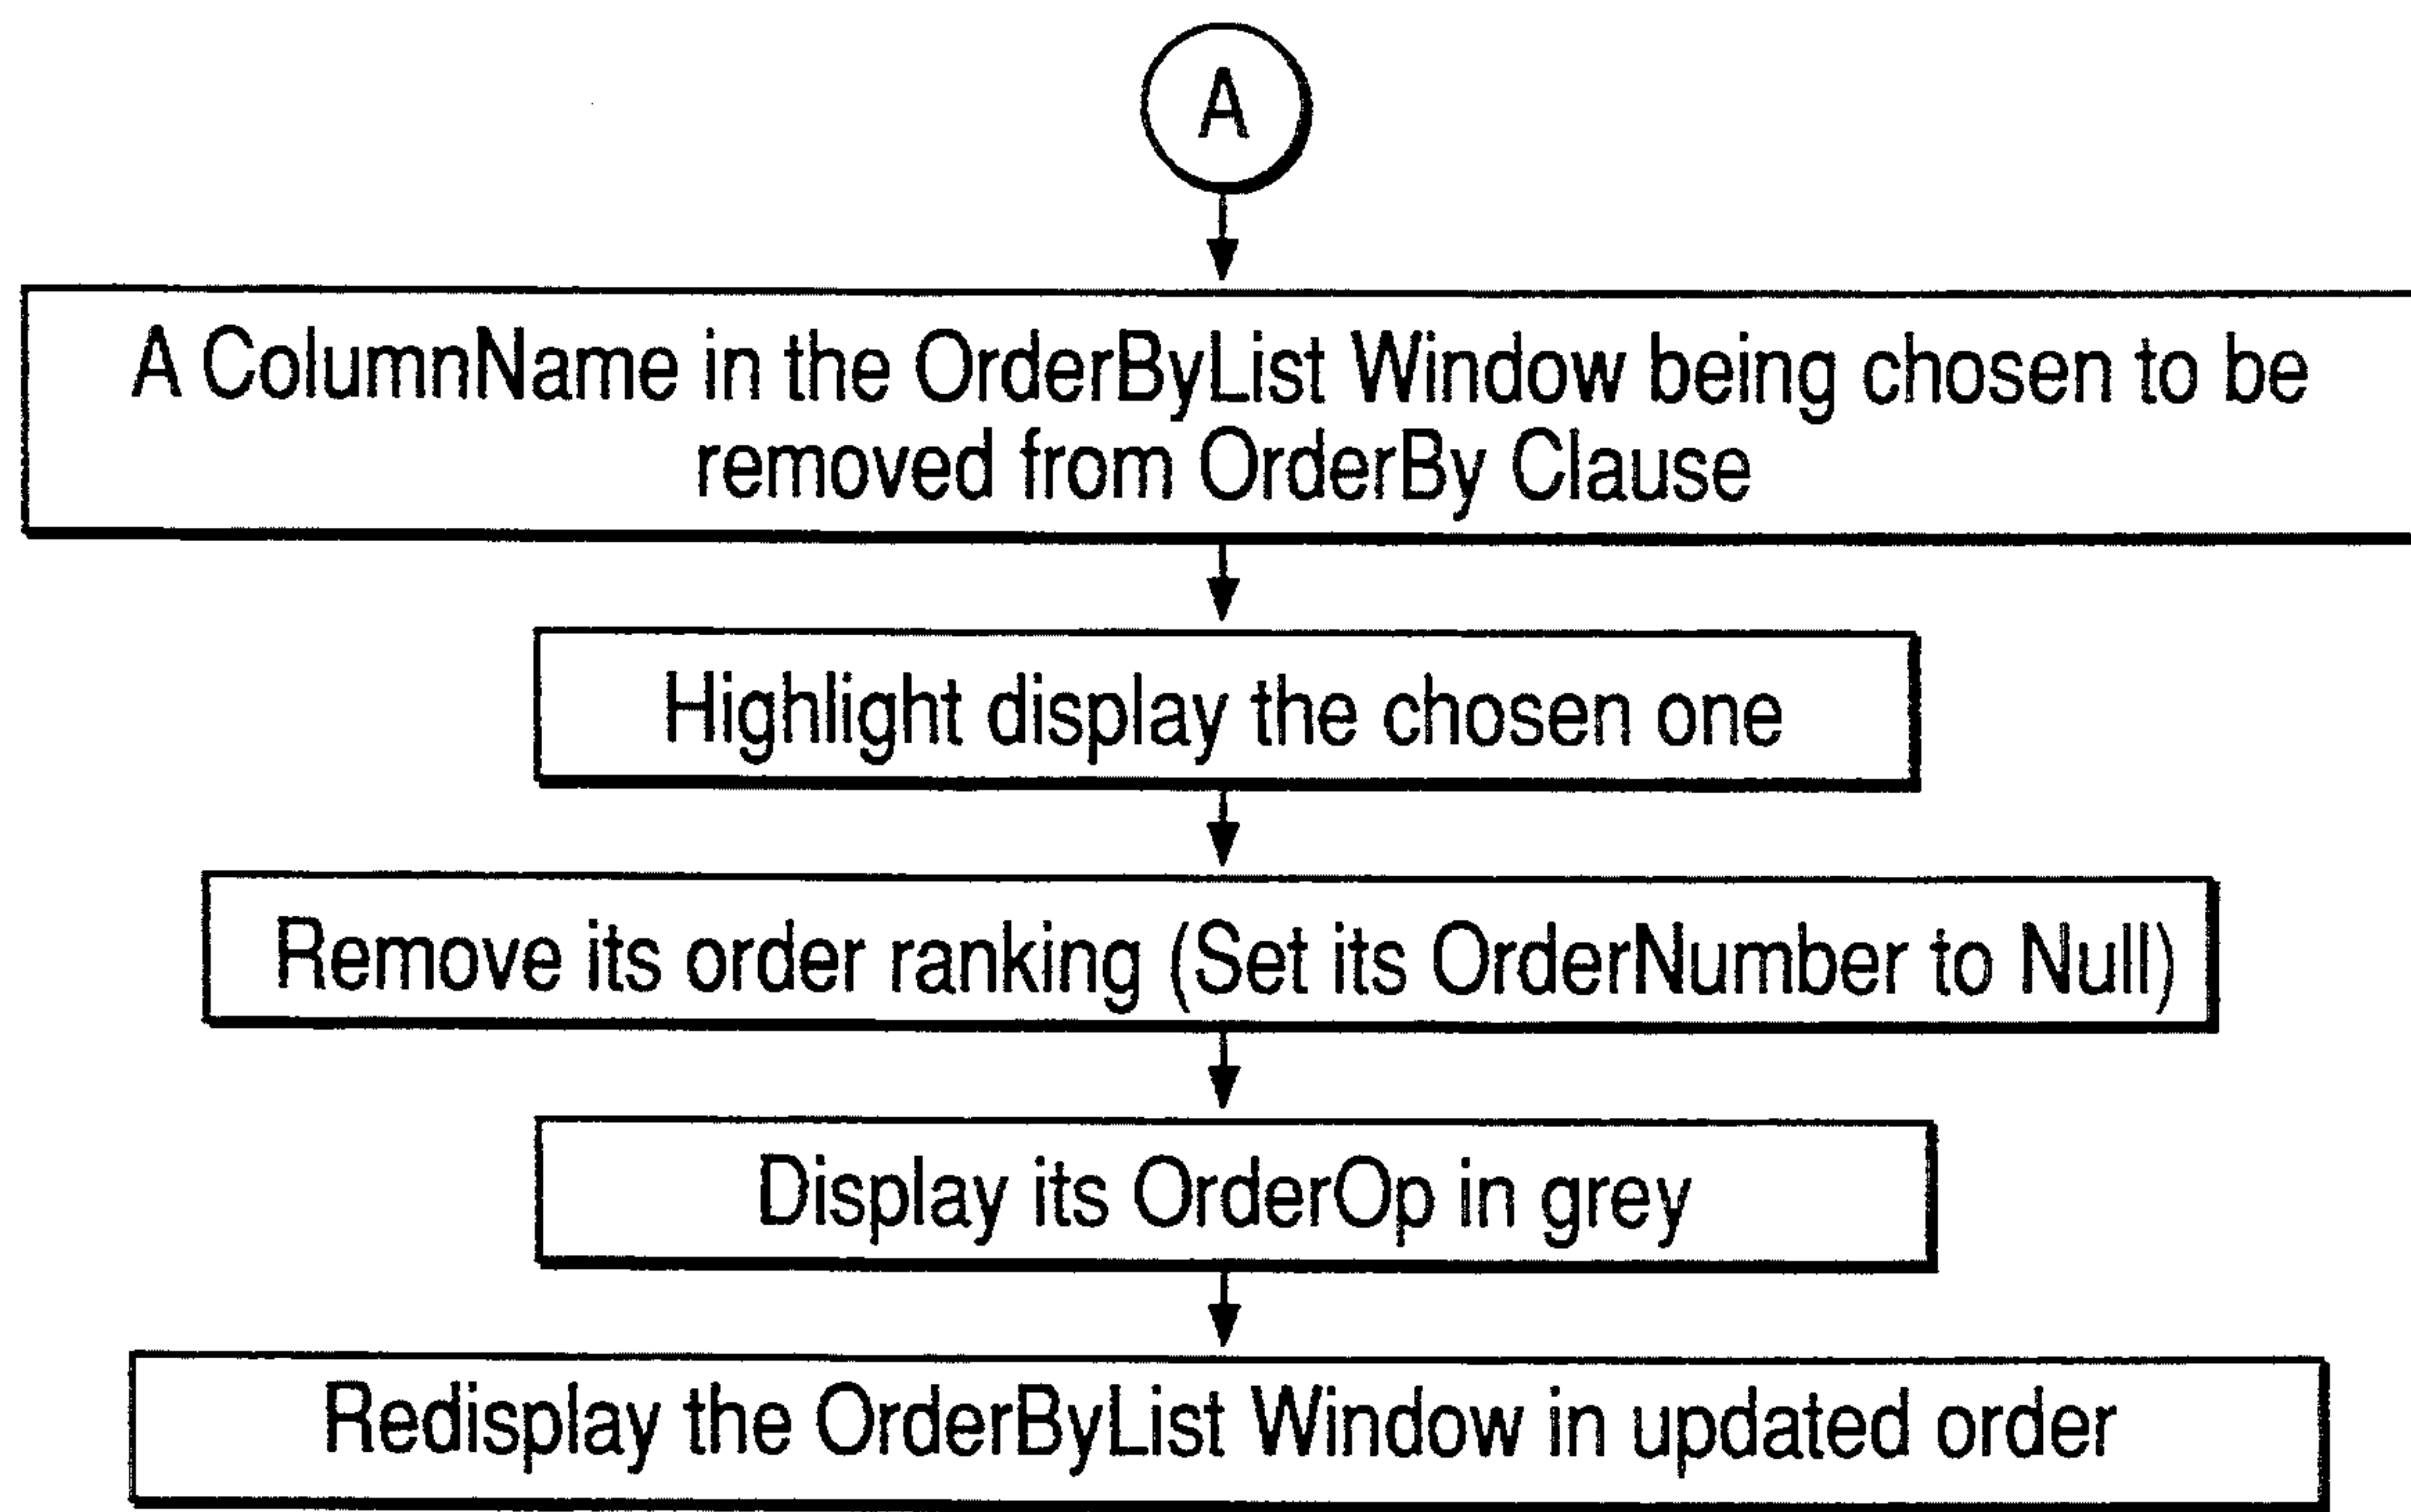 A
A ColumnName in the OrderByList Window being chosen to be
removed from OrderBy Clause
Highlight display the chosen one
Remove its order ranking (Set its OrderNumber to Null)
Display its OrderOp in grey
Redisplay the OrderByList Window in updated order